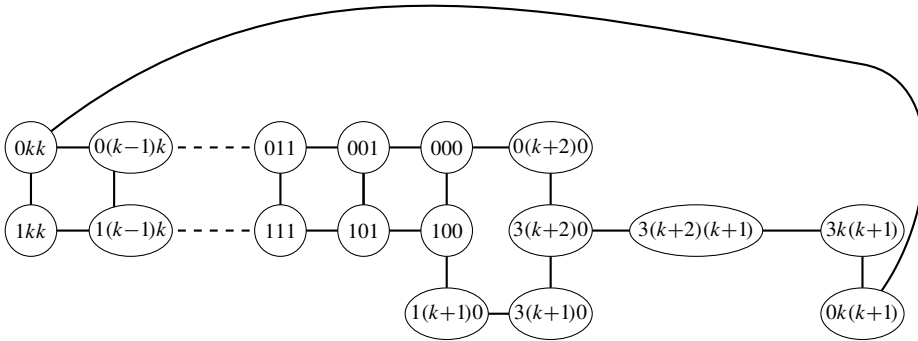 0kk 0(k−1)k 011 001 000 0(k+2)0
1kk 1(k−1)k 111 101 100 3(k+2)0 3(k+2)(k+1) 3k(k+1)
1(k+1)0 3(k+1)0 0k(k+1)